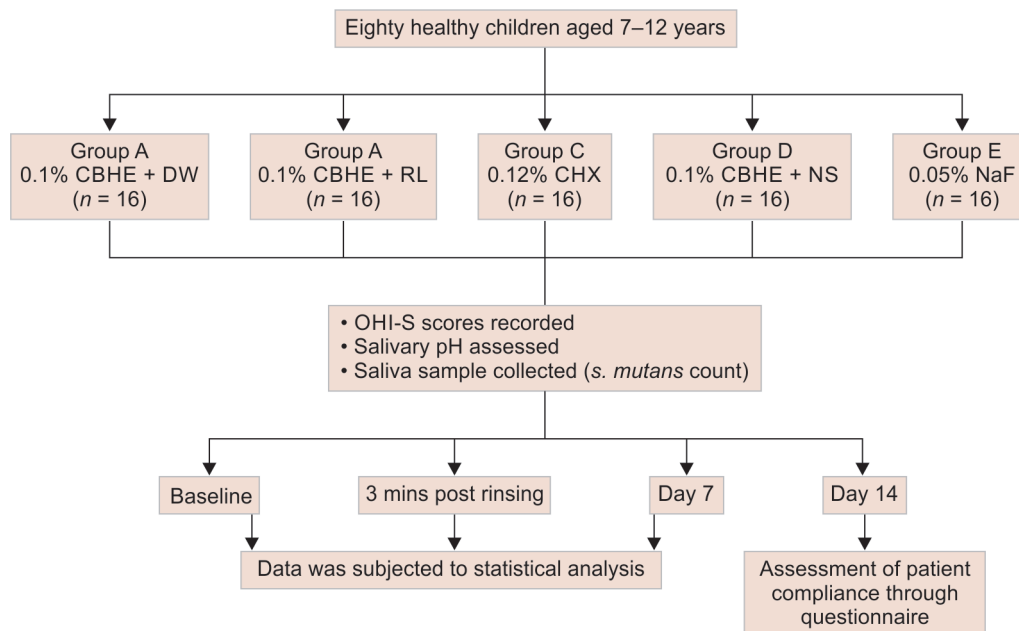 Eighty healthy children aged 7–12 years
Group A
0.1% CBHE + DW
(n = 16)
Group A
0.1% CBHE + RL
(n = 16)
Group C
0.12% CHX
(n = 16)
Group D
0.1% CBHE + NS
(n = 16)
Group E
0.05% NaF
(n = 16)
• OHI-S scores recorded
• Salivary pH assessed
• Saliva sample collected (s. mutans count)
Baseline
3 mins post rinsing
Day 7
Day 14
Data was subjected to statistical analysis
Assessment of patient
compliance through
questionnaire